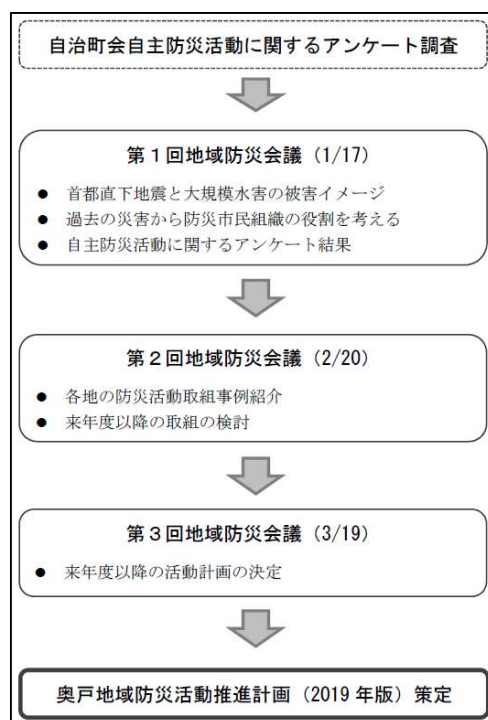 自治町会自主防災活動に関するアンケート調査
第1回地域防災会議（1/17）
● 首都直下地震と大規模水害の被害イメージ
● 過去の災害から防災市民組織の役割を考える
● 自主防災活動に関するアンケート結果
第2回地域防災会議（2/20）
● 各地の防災活動取組事例紹介
● 来年度以降の取組の検討
第3回地域防災会議（3/19）
● 来年度以降の活動計画の決定
奥戸地域防災活動推進計画（2019 年版）策定